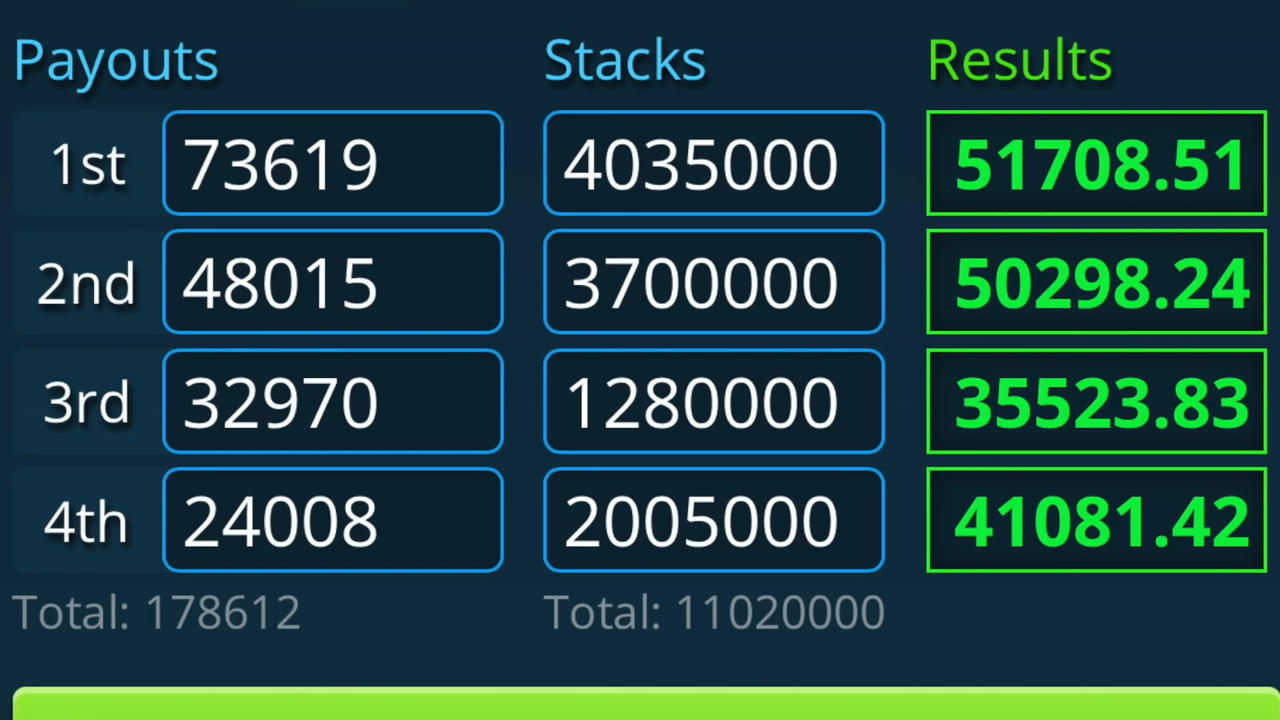 Payouts Stacks Results
1st 73619 4035000 51708.51
2nd 48015 3700000 50298.24
3rd 32970 1280000 35523.83
4th 24008 2005000 41081.42
Total: 178612 Total: 11020000